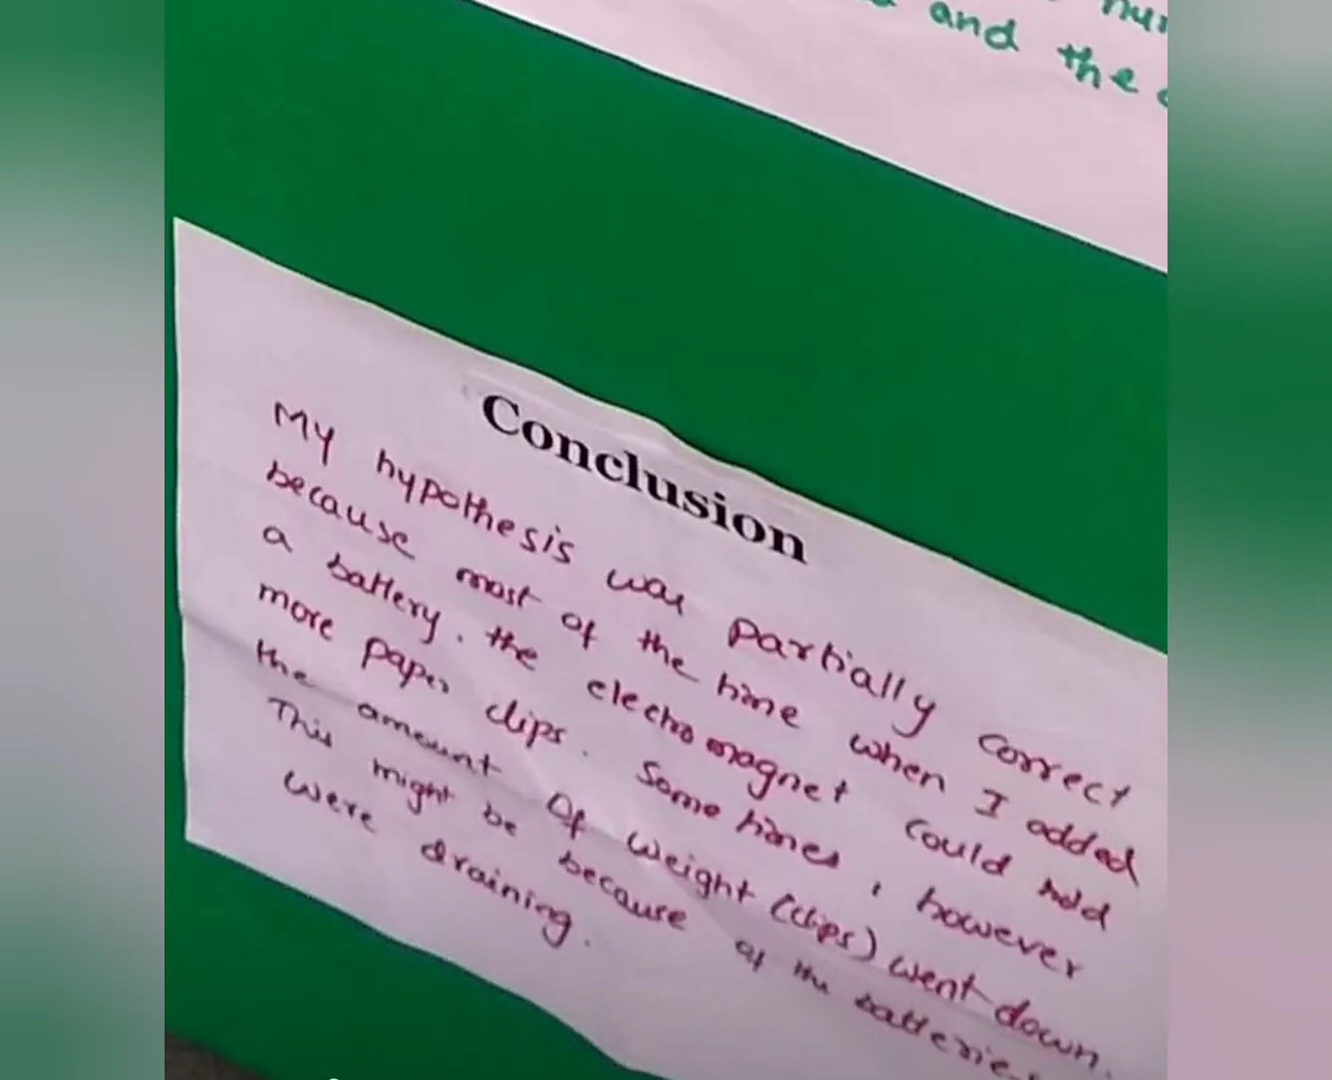 and the
Conclusion
My hypothesis was partially correct
because most of the time when I added
a battery. the electromagnet could hold
more paper clips. Some times, however
the amount of weight (clips) went down.
This might be because of the batteries
were draining.